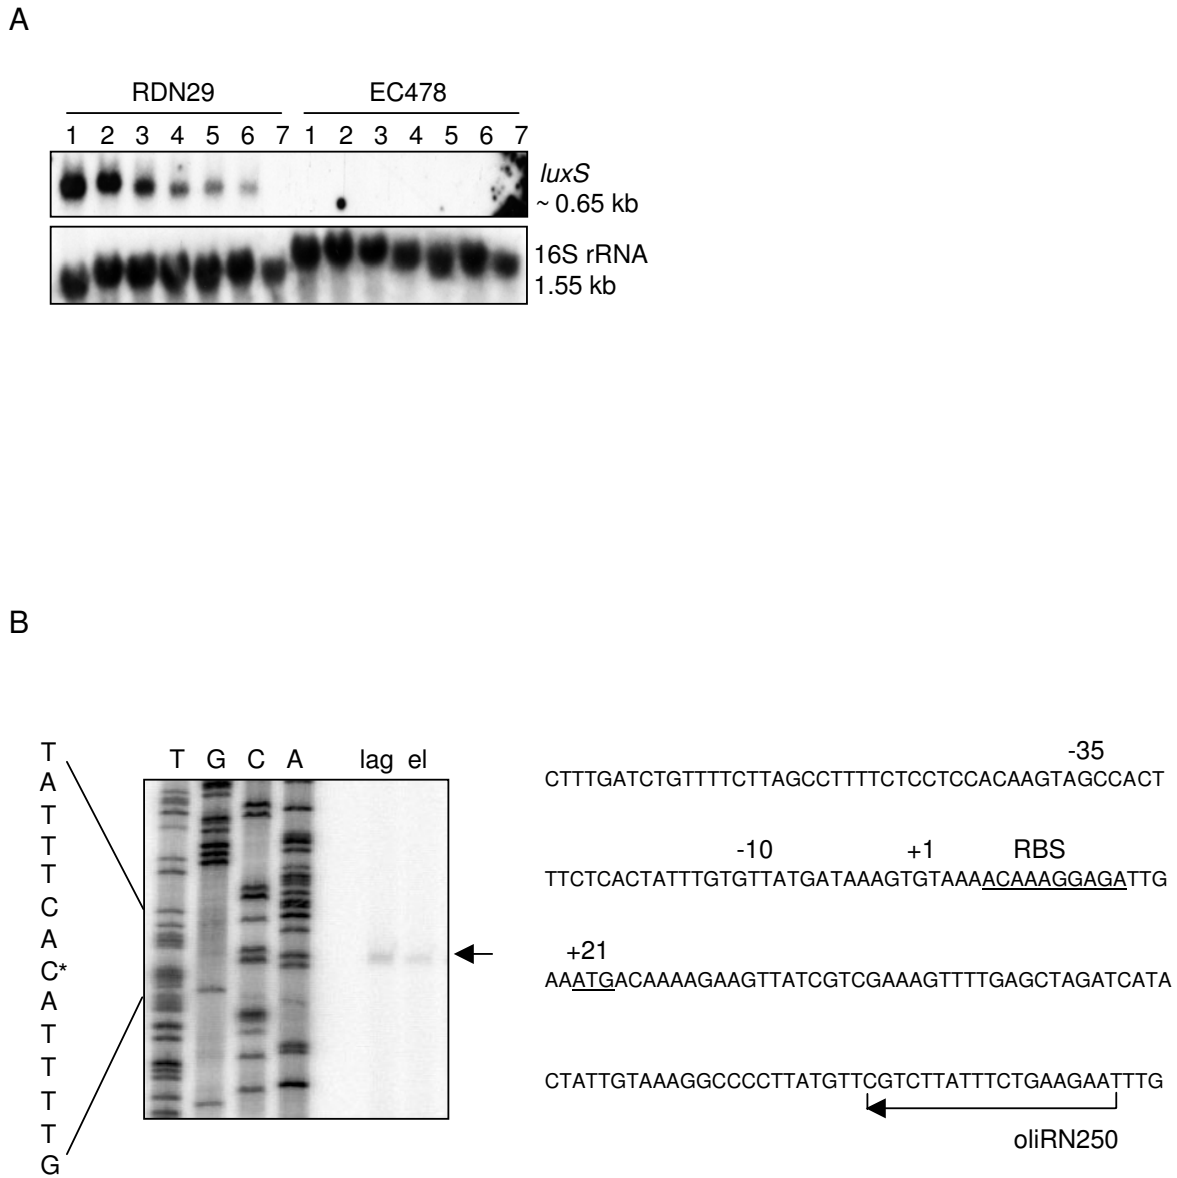 A
RDN29 EC478
1 2 3 4 5 6 7 1 2 3 4 5 6 7
luxS
~ 0.65 kb
16S rRNA
1.55 kb
B
T G C A lag el
T
A
T
T
T
C
A
C*
A
T
T
T
T
G
-35
CTTTGATCTGTTTTCTTAGCCTTTTCTCCTCCACAAGTAGCCACT
-10 +1 RBS
TTCTCACTATTTGTGTTATGATAAAGTGTAAAACAAAGGAGATTG
+21
AAATGACAAAAGAAGTTATCGTCGAAAGTTTTGAGCTAGATCATA
CTATTGTAAAGGCCCCTTATGTTCGTCTTATTTCTGAAGAATTTG
oliRN250